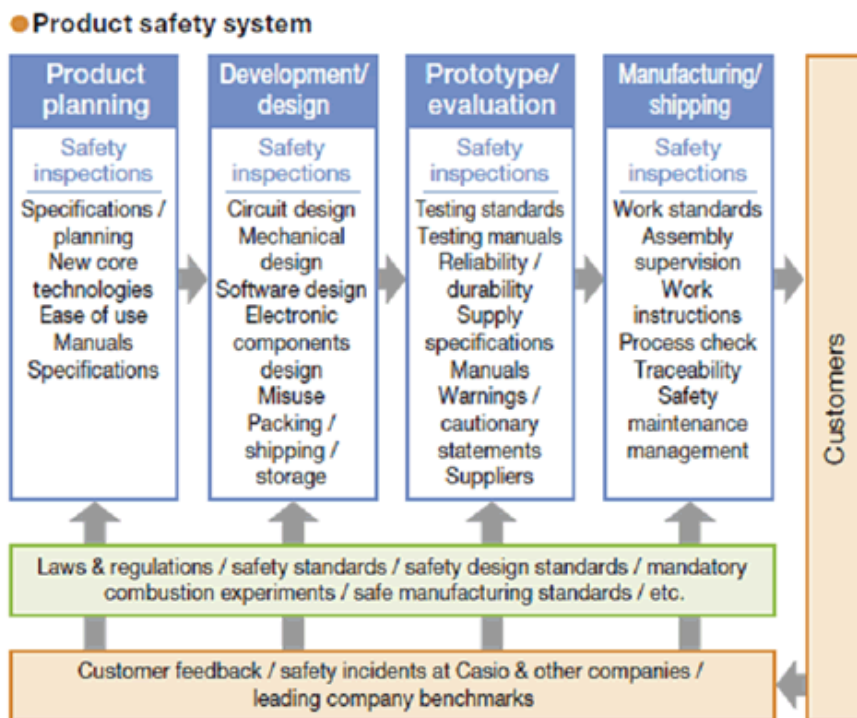 Product safety system
Product
planning
Safety
inspections
Specifications /
planning
New core
technologies
Ease of use
Manuals
Specifications
Development/
design
Safety
inspections
Circuit design
Mechanical
design
Software design
Electronic
components
design
Misuse
Packing /
shipping /
storage
Prototype/
evaluation
Safety
inspections
Testing standards
Testing manuals
Reliability /
durability
Supply
specifications
Manuals
Warnings /
cautionary
statements
Suppliers
Manufacturing/
shipping
Safety
inspections
Work standards
Assembly
supervision
Work
instructions
Process check
Traceability
Safety
maintenance
management
Customers
Laws & regulations / safety standards / safety design standards / mandatory
combustion experiments / safe manufacturing standards / etc.
Customer feedback / safety incidents at Casio & other companies /
leading company benchmarks